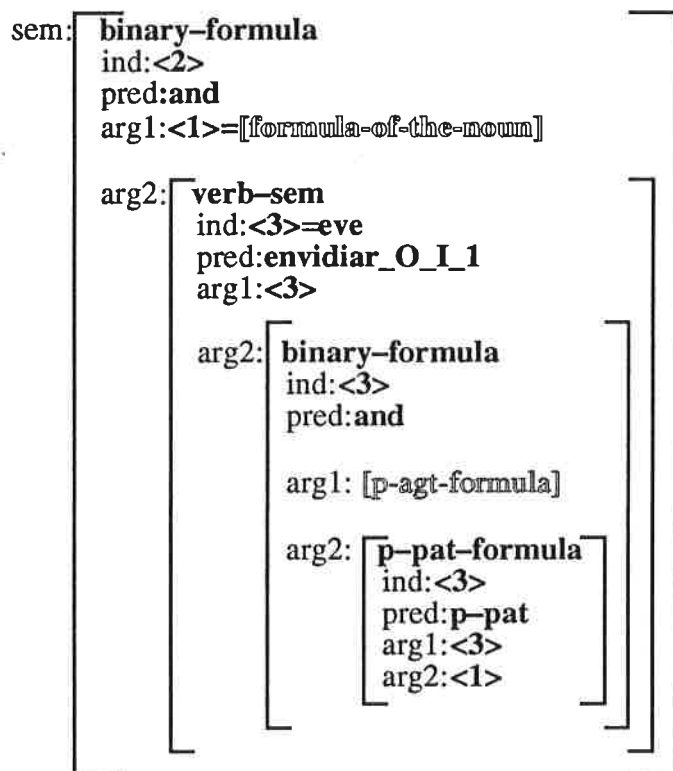 sem:
binary–formula
ind:<2>
pred:and
arg1:<1>=[formula-of-the-noun]
arg2:
verb–sem
ind:<3>=eve
pred:envidiar_O_I_1
arg1:<3>
arg2:
binary–formula
ind:<3>
pred:and
arg1: [p-agt-formula]
arg2:
p–pat–formula
ind:<3>
pred:p–pat
arg1:<3>
arg2:<1>